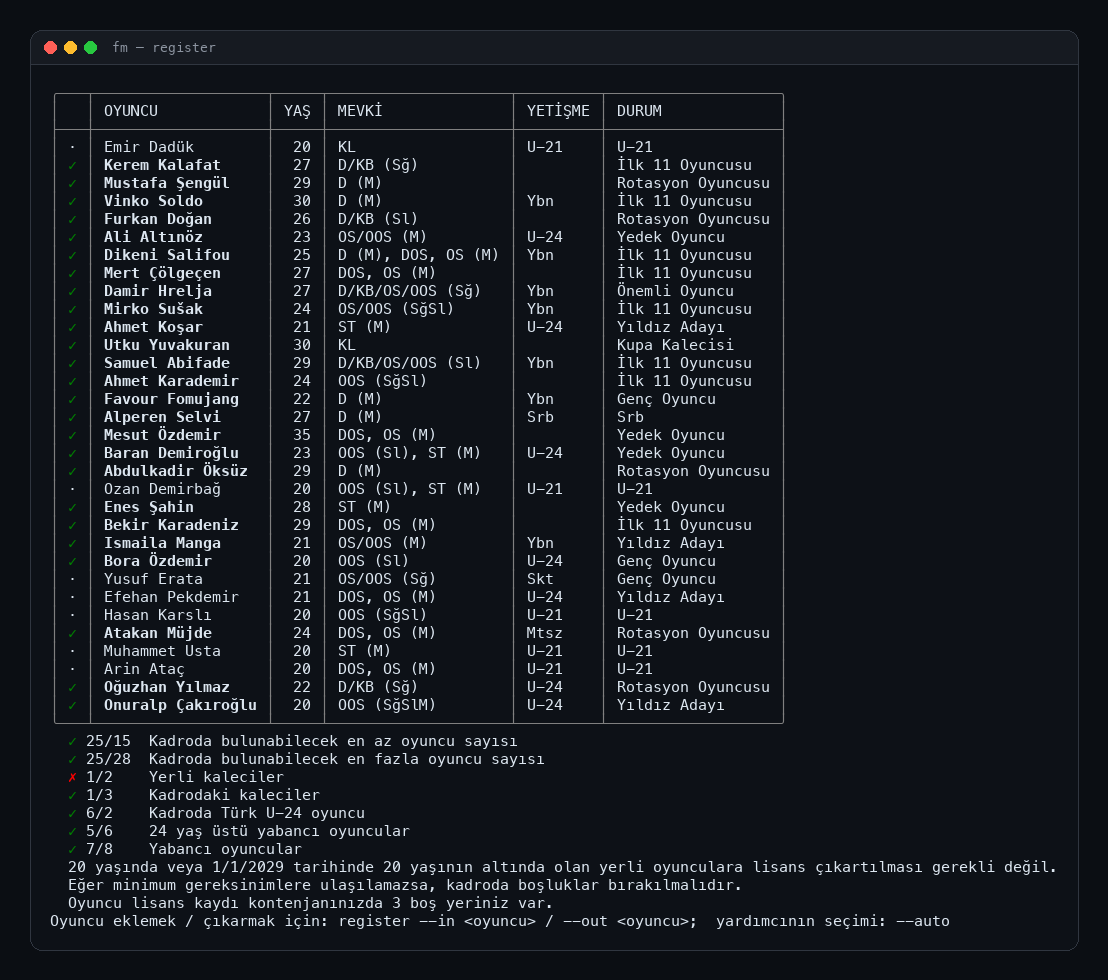 fm — register
OYUNCU YAŞ MEVKİ YETİŞME DURUM
· Emir Dadük 20 KL U−21 U−21
✓ Kerem Kalafat 27 D/KB (Sğ) İlk 11 Oyuncusu
✓ Mustafa Şengül 29 D (M) Rotasyon Oyuncusu
✓ Vinko Soldo 30 D (M) Ybn İlk 11 Oyuncusu
✓ Furkan Doğan 26 D/KB (Sl) Rotasyon Oyuncusu
✓ Ali Altınöz 23 OS/OOS (M) U−24 Yedek Oyuncu
✓ Dikeni Salifou 25 D (M), DOS, OS (M) Ybn İlk 11 Oyuncusu
✓ Mert Çölgeçen 27 DOS, OS (M) İlk 11 Oyuncusu
✓ Damir Hrelja 27 D/KB/OS/OOS (Sğ) Ybn Önemli Oyuncu
✓ Mirko Sušak 24 OS/OOS (SğSl) Ybn İlk 11 Oyuncusu
✓ Ahmet Koşar 21 ST (M) U−24 Yıldız Adayı
✓ Utku Yuvakuran 30 KL Kupa Kalecisi
✓ Samuel Abifade 29 D/KB/OS/OOS (Sl) Ybn İlk 11 Oyuncusu
✓ Ahmet Karademir 24 OOS (SğSl) İlk 11 Oyuncusu
✓ Favour Fomujang 22 D (M) Ybn Genç Oyuncu
✓ Alperen Selvi 27 D (M) Srb Srb
✓ Mesut Özdemir 35 DOS, OS (M) Yedek Oyuncu
✓ Baran Demiroğlu 23 OOS (Sl), ST (M) U−24 Yedek Oyuncu
✓ Abdulkadir Öksüz 29 D (M) Rotasyon Oyuncusu
· Ozan Demirbağ 20 OOS (Sl), ST (M) U−21 U−21
✓ Enes Şahin 28 ST (M) Yedek Oyuncu
✓ Bekir Karadeniz 29 DOS, OS (M) İlk 11 Oyuncusu
✓ Ismaila Manga 21 OS/OOS (M) Ybn Yıldız Adayı
✓ Bora Özdemir 20 OOS (Sl) U−24 Genç Oyuncu
· Yusuf Erata 21 OS/OOS (Sğ) Skt Genç Oyuncu
· Efehan Pekdemir 21 DOS, OS (M) U−24 Yıldız Adayı
· Hasan Karslı 20 OOS (SğSl) U−21 U−21
✓ Atakan Müjde 24 DOS, OS (M) Mtsz Rotasyon Oyuncusu
· Muhammet Usta 20 ST (M) U−21 U−21
· Arin Ataç 20 DOS, OS (M) U−21 U−21
✓ Oğuzhan Yılmaz 22 D/KB (Sğ) U−24 Rotasyon Oyuncusu
✓ Onuralp Çakıroğlu 20 OOS (SğSlM) U−24 Yıldız Adayı
✓ 25/15 Kadroda bulunabilecek en az oyuncu sayısı
✓ 25/28 Kadroda bulunabilecek en fazla oyuncu sayısı
✗ 1/2 Yerli kaleciler
✓ 1/3 Kadrodaki kaleciler
✓ 6/2 Kadroda Türk U−24 oyuncu
✓ 5/6 24 yaş üstü yabancı oyuncular
✓ 7/8 Yabancı oyuncular
20 yaşında veya 1/1/2029 tarihinde 20 yaşının altında olan yerli oyunculara lisans çıkartılması gerekli değil.
Eğer minimum gereksinimlere ulaşılamazsa, kadroda boşluklar bırakılmalıdır.
Oyuncu lisans kaydı kontenjanınızda 3 boş yeriniz var.
Oyuncu eklemek / çıkarmak için: register −−in <oyuncu> / −−out <oyuncu>; yardımcının seçimi: −−auto